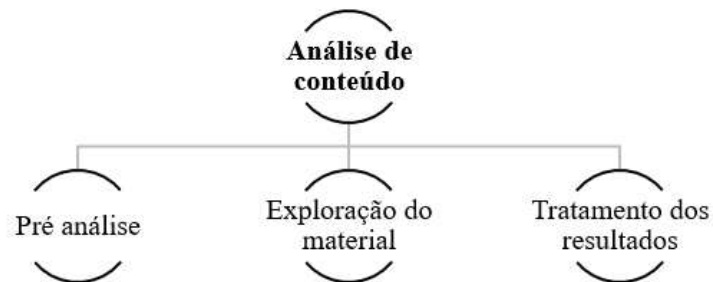 Análise de
conteúdo
Pré análise
Exploração do
material
Tratamento dos
resultados